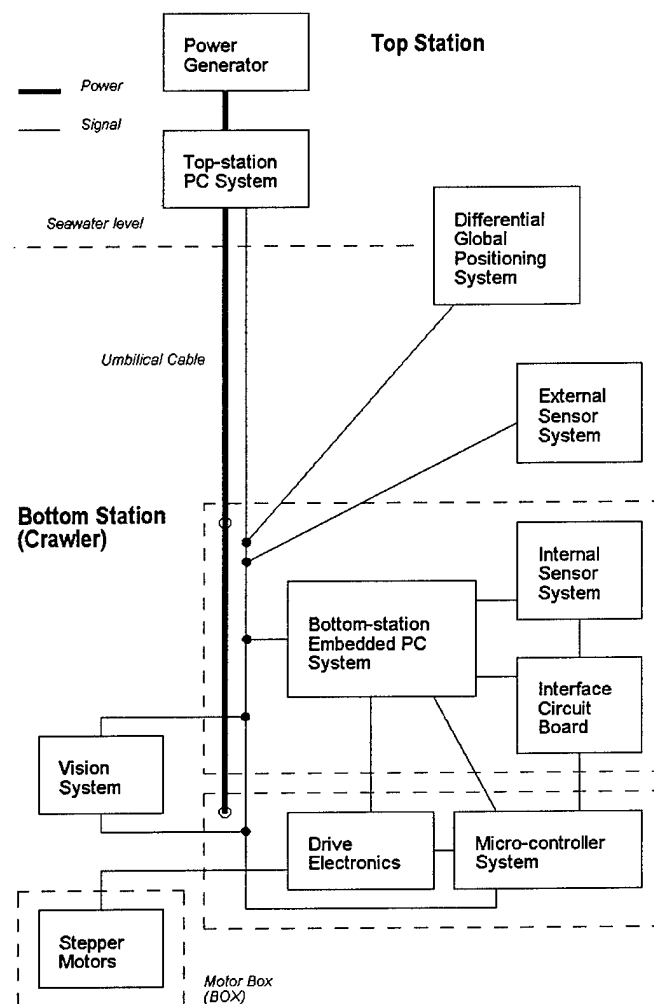 Power
Generator
Top Station
Power
Signal
Top-station
PC System
Seawater level
Differential
Global
Positioning
System
Umbilical Cable
External
Sensor
System
Bottom Station
(Crawler)
Internal
Sensor
System
Bottom-station
Embedded PC
System
Interface
Circuit
Board
Vision
System
Drive
Electronics
Micro-controller
System
Stepper
Motors
Motor Box
(BOX)